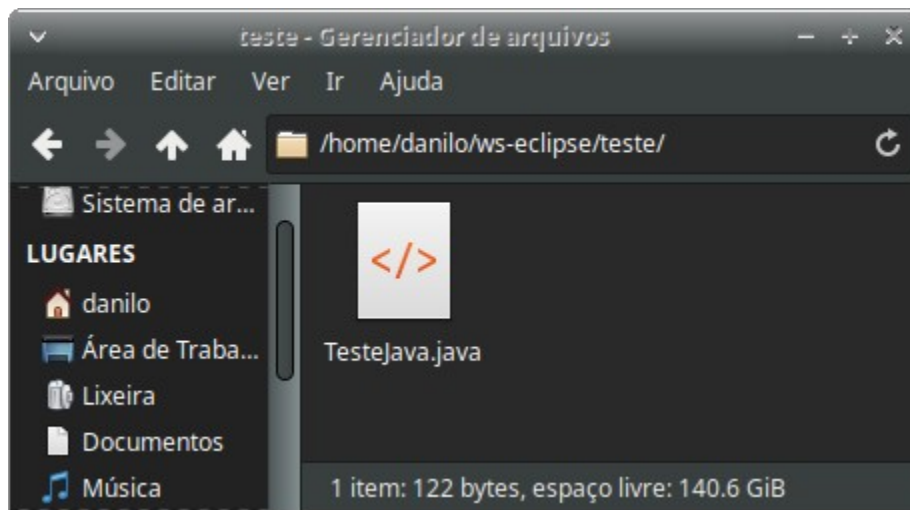 teste - Gerenciador de arquivos
Arquivo Editar Ver Ir Ajuda
/home/danilo/ws-eclipse/teste/
Sistema de ar...
LUGARES
danilo
Área de Traba...
Lixeira
Documentos
Música
</>
TesteJava.java
1 item: 122 bytes, espaço livre: 140.6 GiB